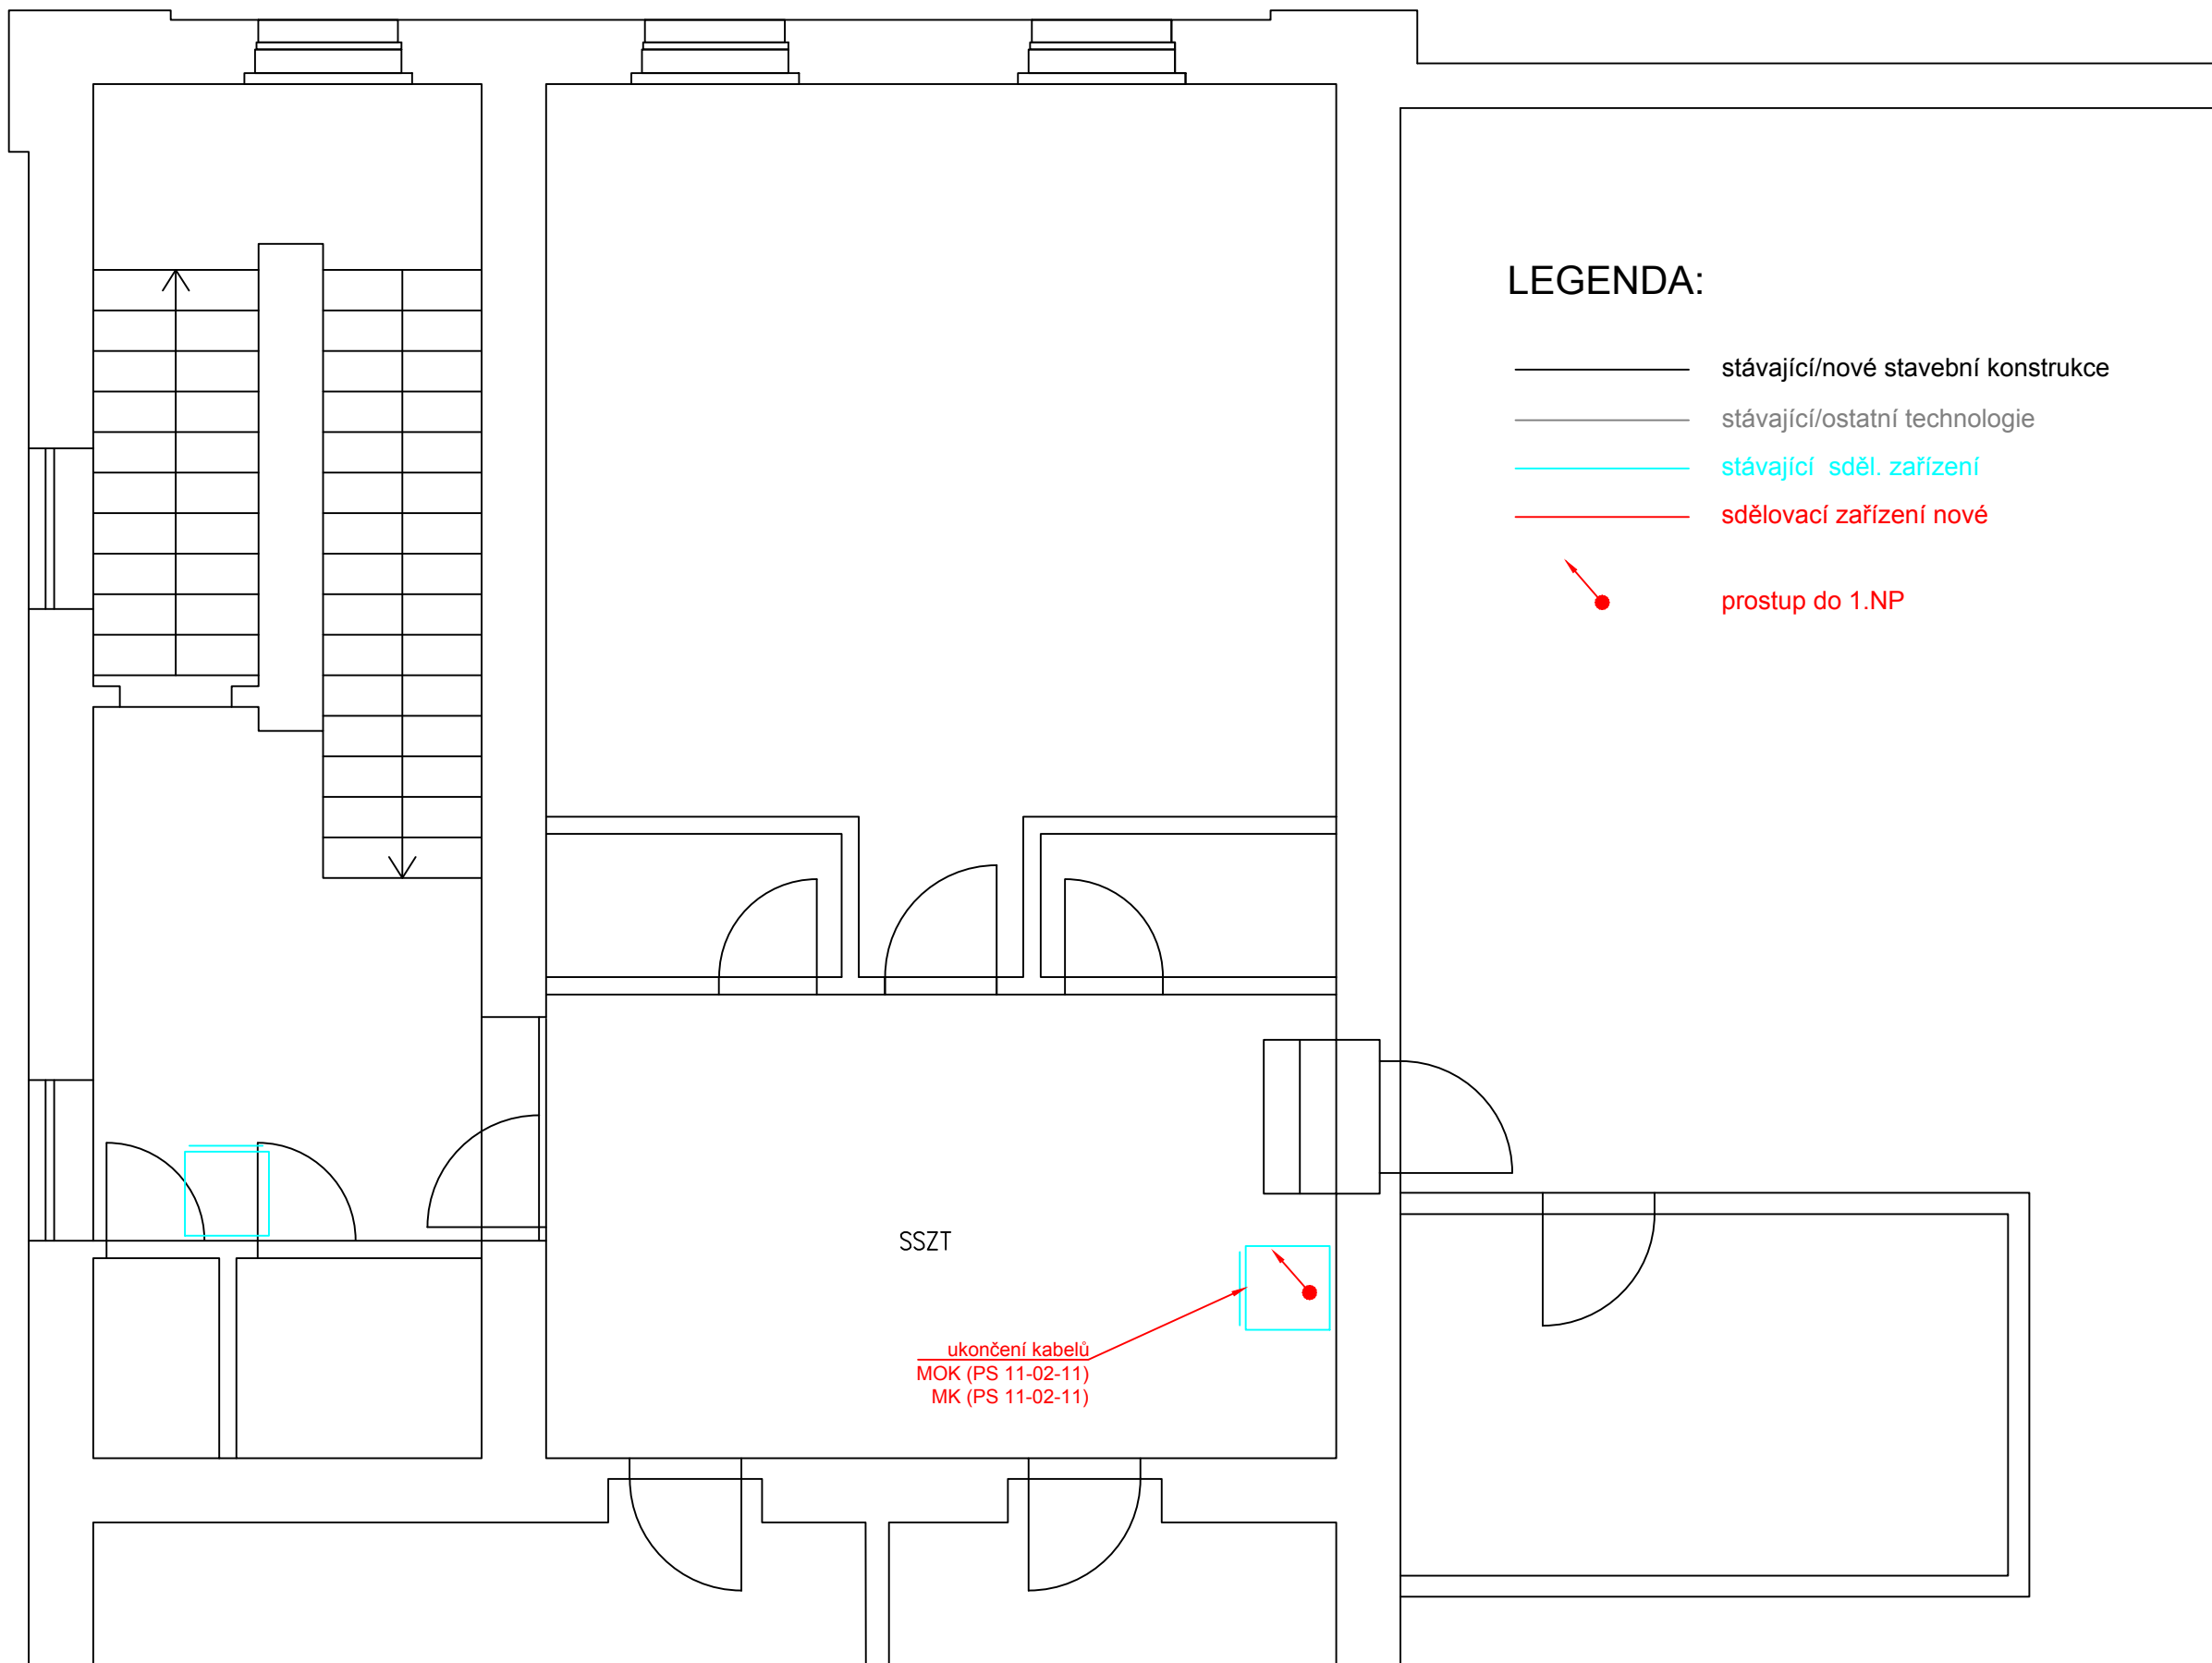 LEGENDA:
stávající/nové stavební konstrukce
stávající/ostatní technologie
stávající  sděl. zařízení
sdělovací zařízení nové
prostup do 1.NP
SSZT
ukončení kabelů
MOK (PS 11-02-11)
MK (PS 11-02-11)